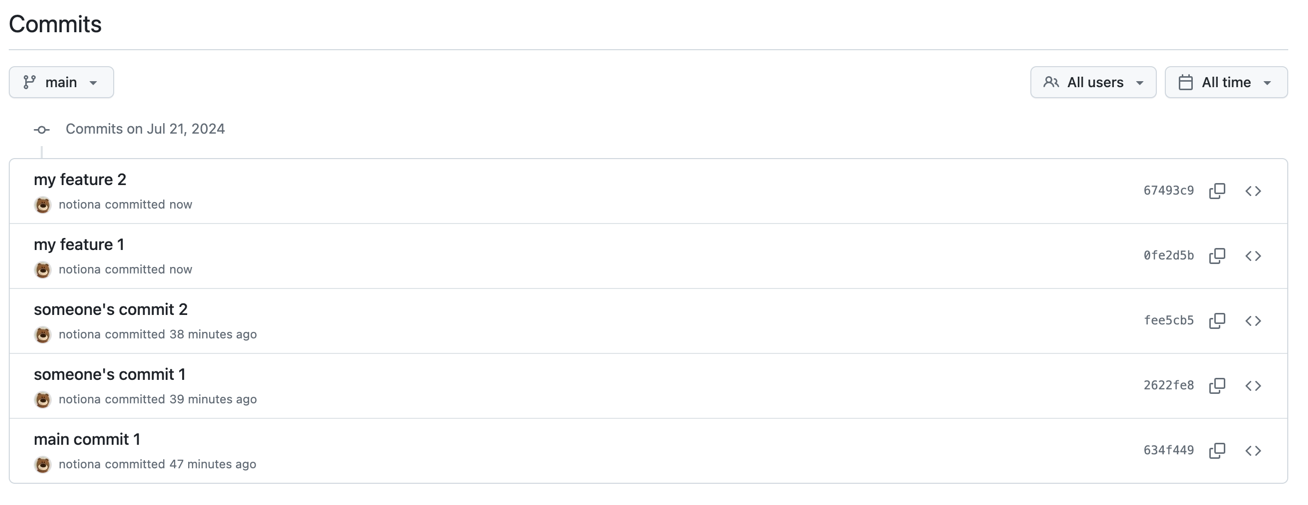 Commits
main
All users
All time
Commits on Jul 21, 2024
my feature 2
notiona committed now
67493c9
my feature 1
notiona committed now
0fe2d5b
someone's commit 2
notiona committed 38 minutes ago
fee5cb5
someone's commit 1
notiona committed 39 minutes ago
2622fe8
main commit 1
notiona committed 47 minutes ago
634f449